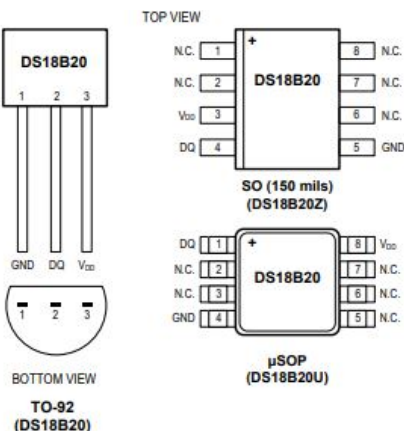 TOP VIEW
DS18B20
1 2 3
GND DQ VDD
1 2 3
BOTTOM VIEW
TO-92
(DS18B20)
+
DS18B20
N.C. 1 8 N.C.
N.C. 2 7 N.C.
VDD 3 6 N.C.
DQ 4 5 GND
SO (150 mils)
(DS18B20Z)
+
DS18B20
DQ 1 8 VDD
N.C. 2 7 N.C.
N.C. 3 6 N.C.
GND 4 5 N.C.
µSOP
(DS18B20U)